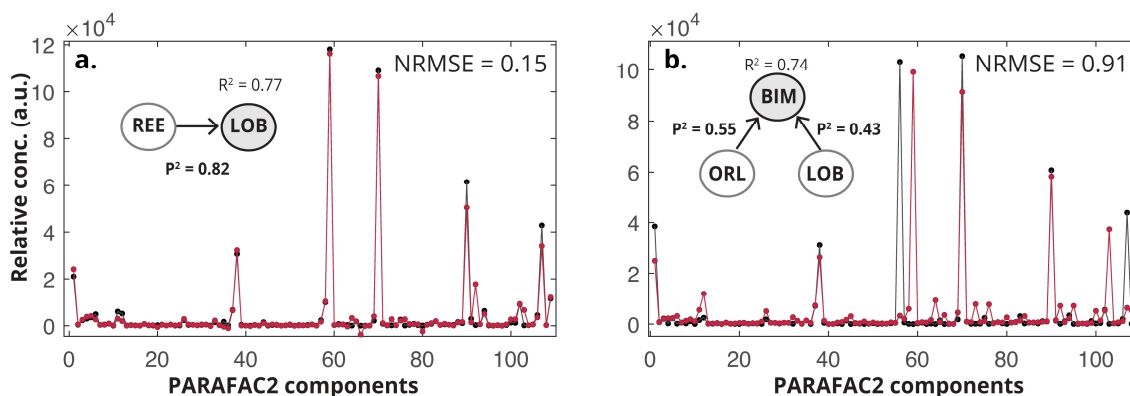 ×10⁴
a.
NRMSE = 0.15
R² = 0.77
REE
LOB
P² = 0.82
12
10
8
6
4
2
0
Relative conc. (a.u.)
0 20 40 60 80 100
PARAFAC2 components
×10⁴
b.
NRMSE = 0.91
R² = 0.74
BIM
P² = 0.55 P² = 0.43
ORL LOB
10
8
6
4
2
0
0 20 40 60 80 100
PARAFAC2 components